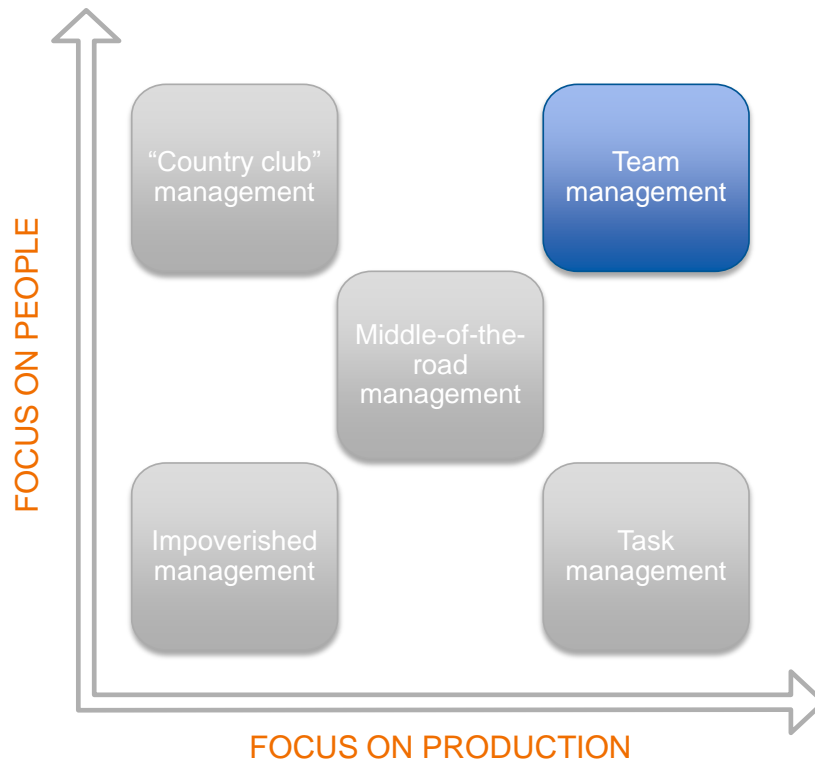 “Country club”
management
Team
management
Middle-of-the-
road
management
Impoverished
management
Task
management
FOCUS ON PEOPLE
FOCUS ON PRODUCTION